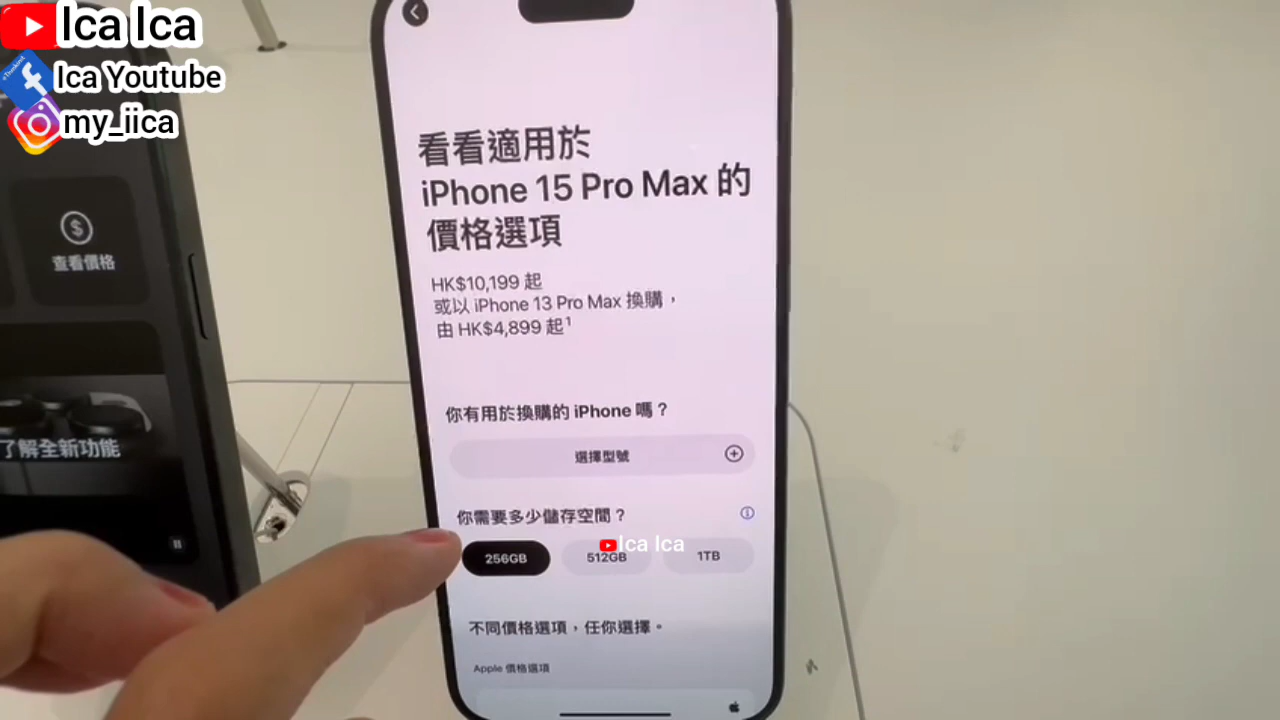 Ica Ica
Ica Youtube
my_iica
查看價格
了解全新功能
看看適用於
iPhone 15 Pro Max 的
價格選項
HK$10,199 起
或以 iPhone 13 Pro Max 換購，
由 HK$4,899 起¹
你有用於換購的 iPhone 嗎？
選擇型號
你需要多少儲存空間？
Ica Ica
256GB
512GB
1TB
不同價格選項，任你選擇。
Apple 價格選項